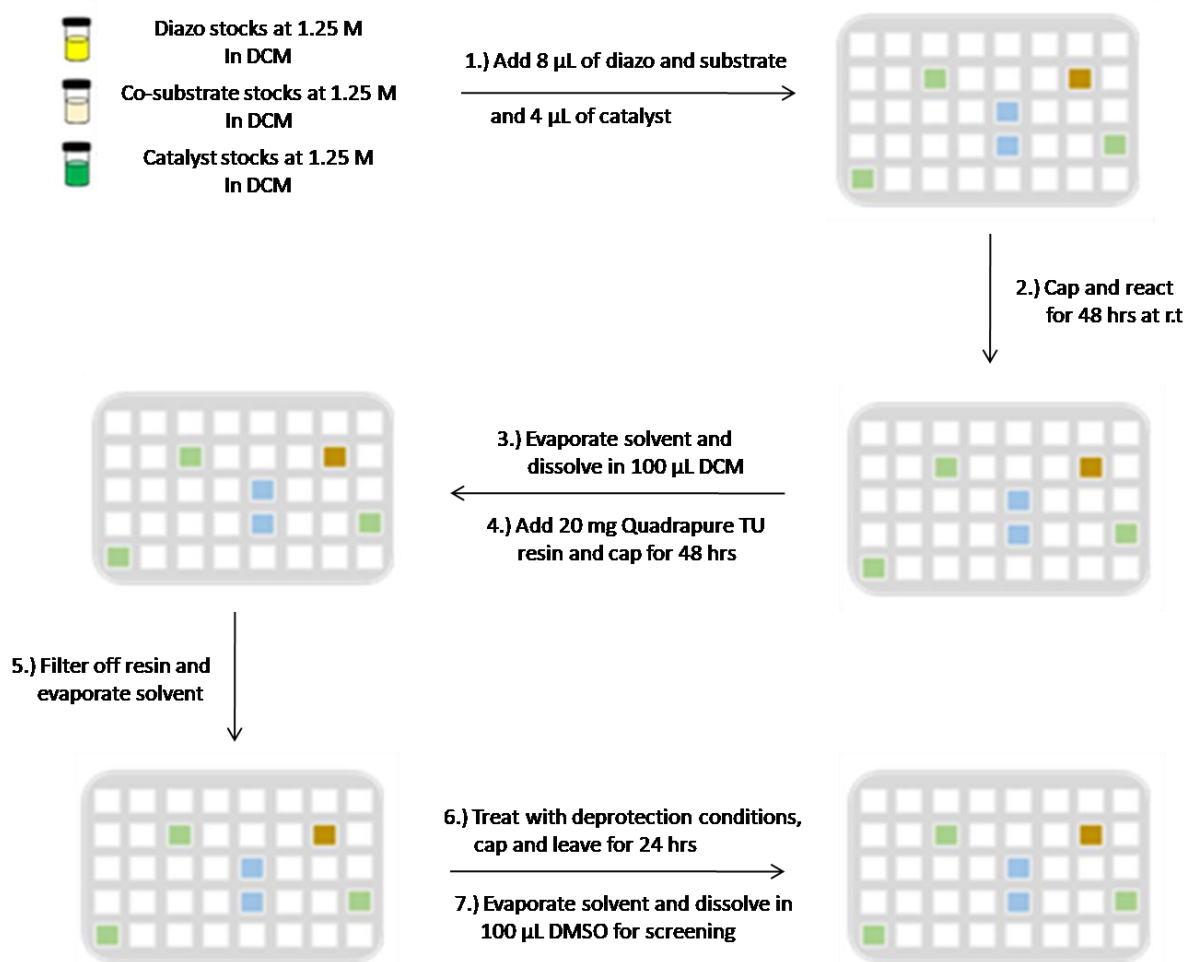 Diazo stocks at 1.25 M
In DCM
Co-substrate stocks at 1.25 M
In DCM
Catalyst stocks at 1.25 M
In DCM
1.) Add 8 µL of diazo and substrate
and 4 µL of catalyst
2.) Cap and react
for 48 hrs at r.t
3.) Evaporate solvent and
dissolve in 100 µL DCM
4.) Add 20 mg Quadrapure TU
resin and cap for 48 hrs
5.) Filter off resin and
evaporate solvent
6.) Treat with deprotection conditions,
cap and leave for 24 hrs
7.) Evaporate solvent and dissolve in
100 µL DMSO for screening